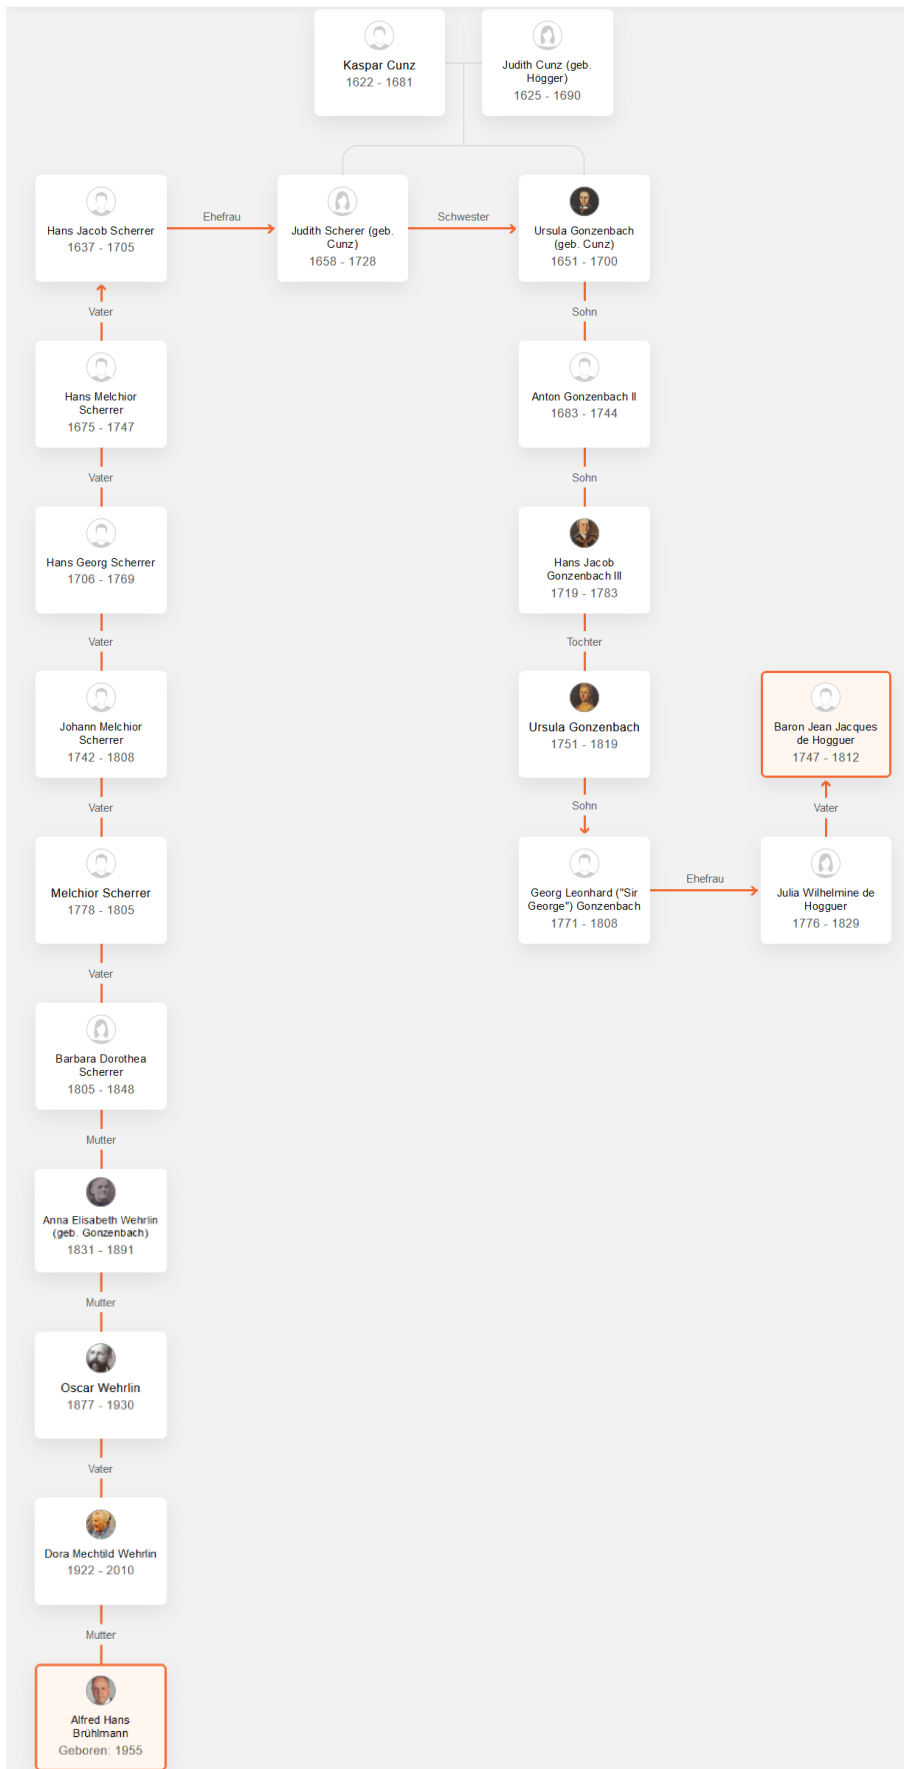 Kaspar Cunz
1622 - 1681
Judith Cunz (geb.
Högger)
1625 - 1690
Hans Jacob Scherrer
1637 - 1705
Ehefrau
Judith Scherer (geb.
Cunz)
1658 - 1728
Schwester
Ursula Gonzenbach
(geb. Cunz)
1651 - 1700
Vater
Sohn
Hans Melchior
Scherrer
1675 - 1747
Anton Gonzenbach II
1683 - 1744
Vater
Sohn
Hans Georg Scherrer
1706 - 1769
Hans Jacob
Gonzenbach III
1719 - 1783
Vater
Tochter
Johann Melchior
Scherrer
1742 - 1808
Ursula Gonzenbach
1751 - 1819
Baron Jean Jacques
de Hogguer
1747 - 1812
Vater
Sohn
Vater
Melchior Scherrer
1778 - 1805
Georg Leonhard ("Sir
George") Gonzenbach
1771 - 1808
Ehefrau
Julia Wilhelmine de
Hogguer
1776 - 1829
Vater
Barbara Dorothea
Scherrer
1805 - 1848
Mutter
Anna Elisabeth Wehrlin
(geb. Gonzenbach)
1831 - 1891
Mutter
Oscar Wehrlin
1877 - 1930
Vater
Dora Mechtild Wehrlin
1922 - 2010
Mutter
Alfred Hans
Brühlmann
Geboren: 1955